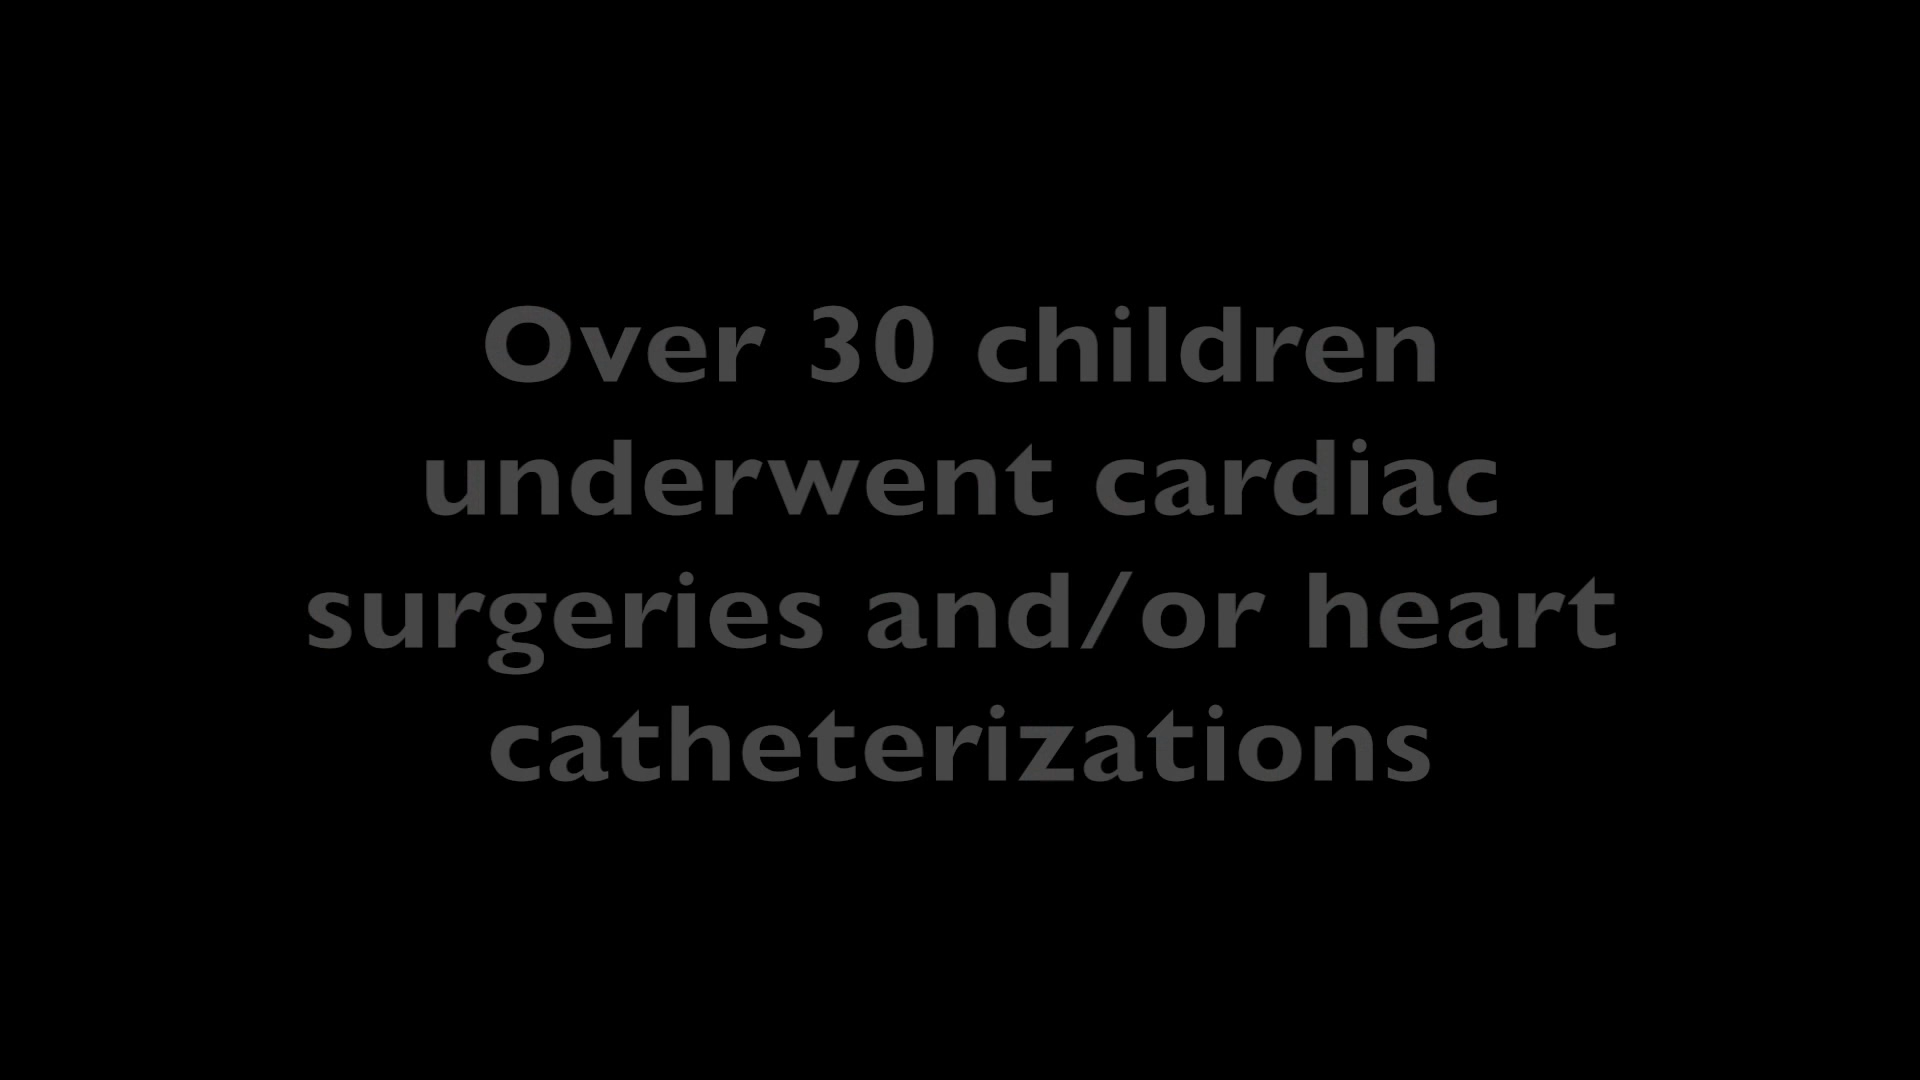 Over 30 children
underwent cardiac
surgeries and/or heart
catheterizations